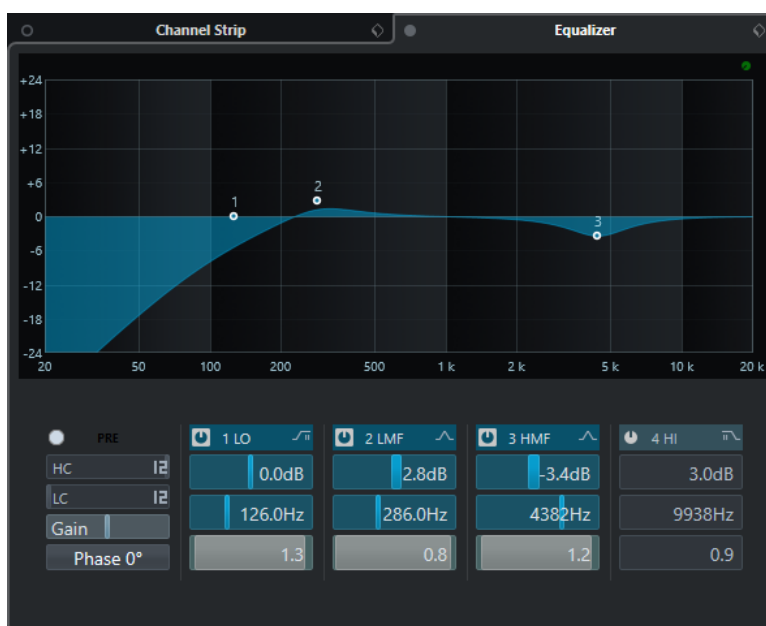 Channel Strip Equalizer
+24
+18
+12
+6
0
-6
-12
-18
-24
1
2
3
20 50 100 200 500 1 k 2 k 5 k 10 k 20 k
PRE 1 LO 2 LMF 3 HMF 4 HI
HC 12 0.0dB 2.8dB -3.4dB 3.0dB
LC 12 126.0Hz 286.0Hz 4382Hz 9938Hz
Gain 1.3 0.8 1.2 0.9
Phase 0°